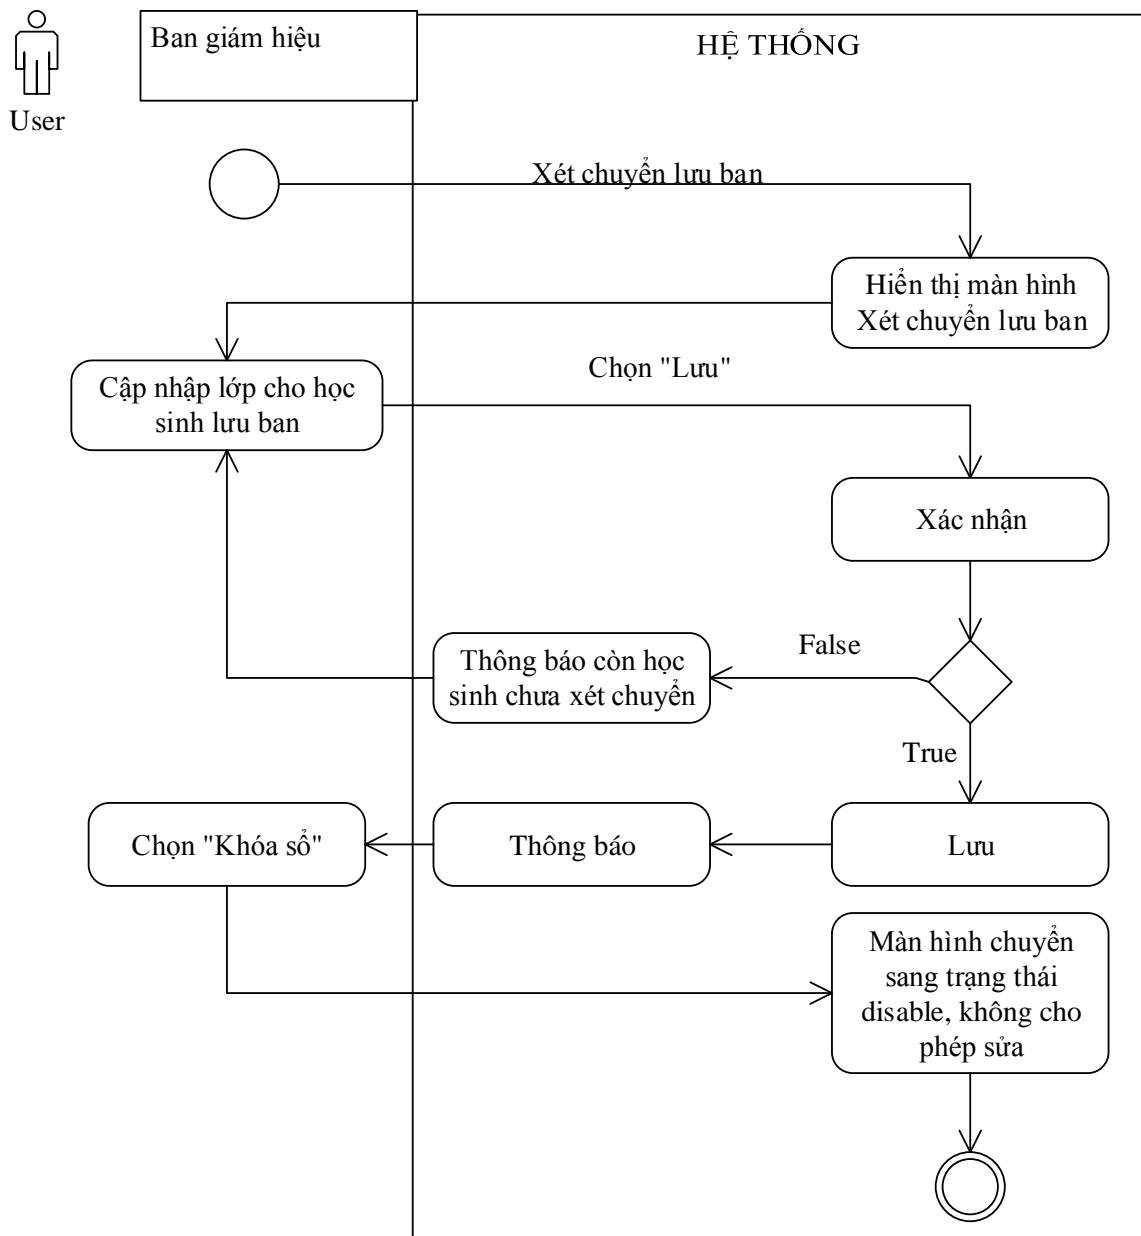 User
Ban giám hiệu
HỆ THỐNG
Xét chuyển lưu ban
Hiển thị màn hình
Xét chuyển lưu ban
Cập nhập lớp cho học
sinh lưu ban
Chọn "Lưu"
Xác nhận
False
Thông báo còn học
sinh chưa xét chuyển
True
Chọn "Khóa sổ"
Thông báo
Lưu
Màn hình chuyển
sang trạng thái
disable, không cho
phép sửa